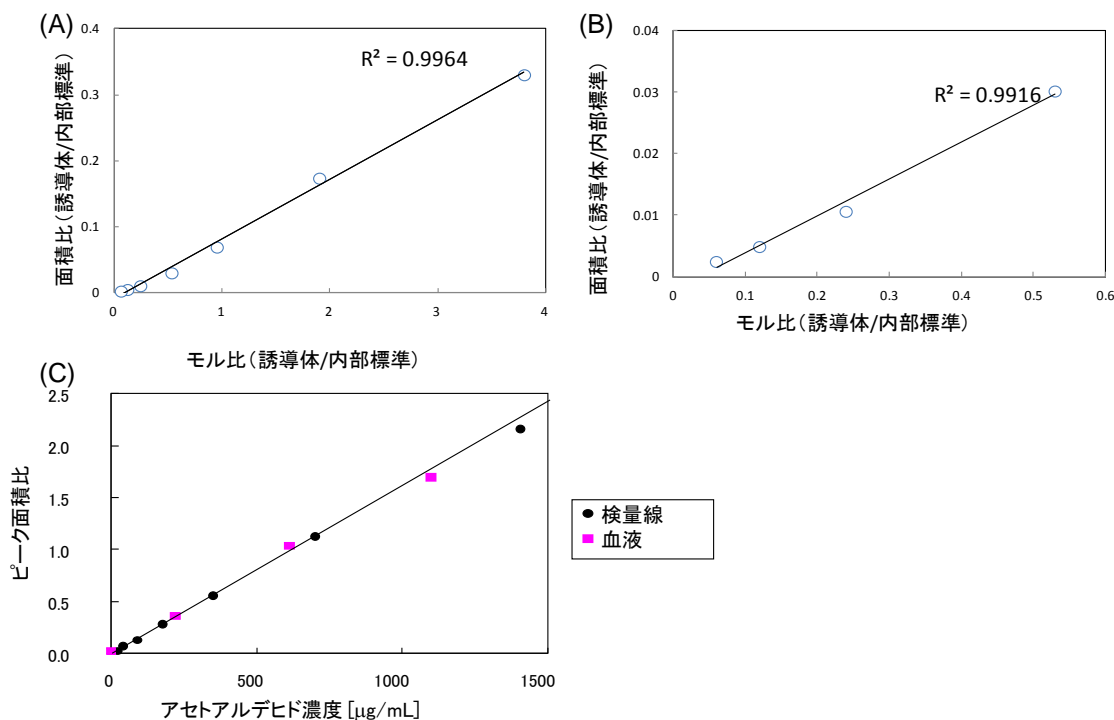 (A)
0.4
0.3
0.2
0.1
0
R² = 0.9964
0
1
2
3
4
面積比(誘導体/内部標準)
モル比(誘導体/内部標準)
(B)
0.04
0.03
0.02
0.01
0
R² = 0.9916
0
0.1
0.2
0.3
0.4
0.5
0.6
面積比(誘導体/内部標準)
モル比(誘導体/内部標準)
(C)
2.5
2.0
1.5
1.0
0.5
0.0
0
500
1000
1500
ピーク面積比
アセトアルデヒド濃度 [μg/mL]
検量線
血液